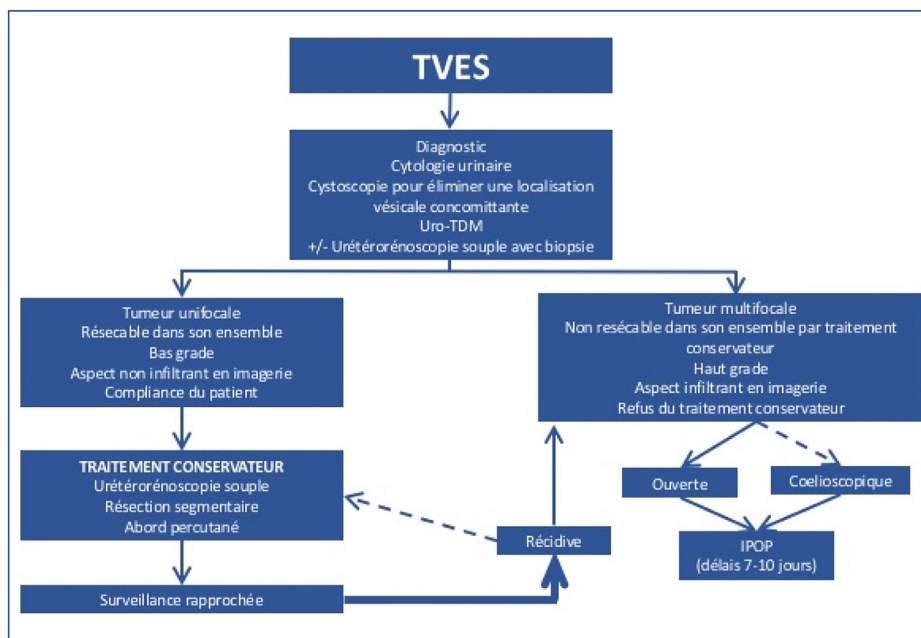 TVES
Diagnostic
Cytologie urinaire
Cystoscopie pour éliminer une localisation
vésicale concomittante
Uro-TDM
+/- Urétérorénoscopie souple avec biopsie
Tumeur unifocale
Résecable dans son ensemble
Bas grade
Aspect non infiltrant en imagerie
Compliance du patient
Tumeur multifocale
Non resécable dans son ensemble par traitement
conservateur
Haut grade
Aspect infiltrant en imagerie
Refus du traitement conservateur
TRAITEMENT CONSERVATEUR
Urétérorénoscopie souple
Résection segmentaire
Abord percutané
Ouverte
Coelioscopique
Récidive
IPOP
(délais 7-10 jours)
Surveillance rapprochée